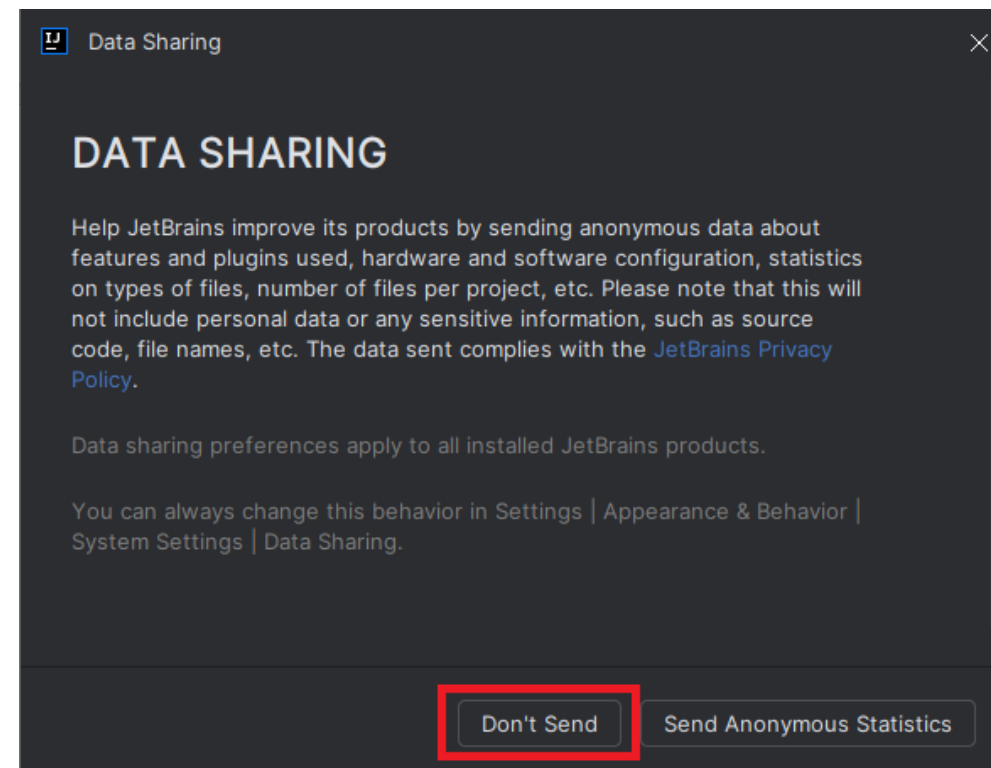 IJ
Data Sharing
DATA SHARING
Help JetBrains improve its products by sending anonymous data about
features and plugins used, hardware and software configuration, statistics
on types of files, number of files per project, etc. Please note that this will
not include personal data or any sensitive information, such as source
code, file names, etc. The data sent complies with the JetBrains Privacy
Policy.
Data sharing preferences apply to all installed JetBrains products.
You can always change this behavior in Settings | Appearance & Behavior |
System Settings | Data Sharing.
Don't Send
Send Anonymous Statistics